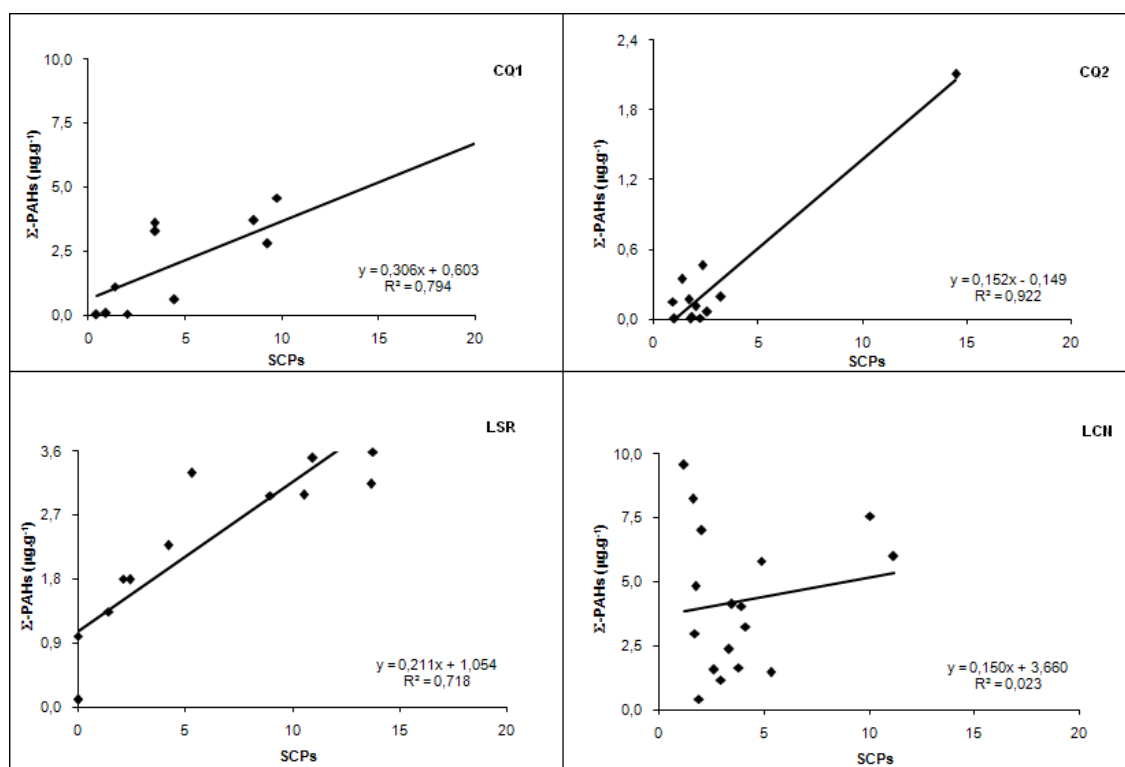 CQ1
10,0
7,5
5,0
2,5
0,0
Σ-PAHs (µg.g⁻¹)
y = 0,306x + 0,603
R² = 0,794
0 5 10 15 20
SCPs
CQ2
2,4
1,8
1,2
0,6
0,0
Σ-PAHs (µg.g⁻¹)
y = 0,152x - 0,149
R² = 0,922
0 5 10 15 20
SCPs
LSR
3,6
2,7
1,8
0,9
0,0
Σ-PAHs (µg.g⁻¹)
y = 0,211x + 1,054
R² = 0,718
0 5 10 15 20
SCPs
LCN
10,0
7,5
5,0
2,5
0,0
Σ-PAHs (µg.g⁻¹)
y = 0,150x + 3,660
R² = 0,023
0 5 10 15 20
SCPs